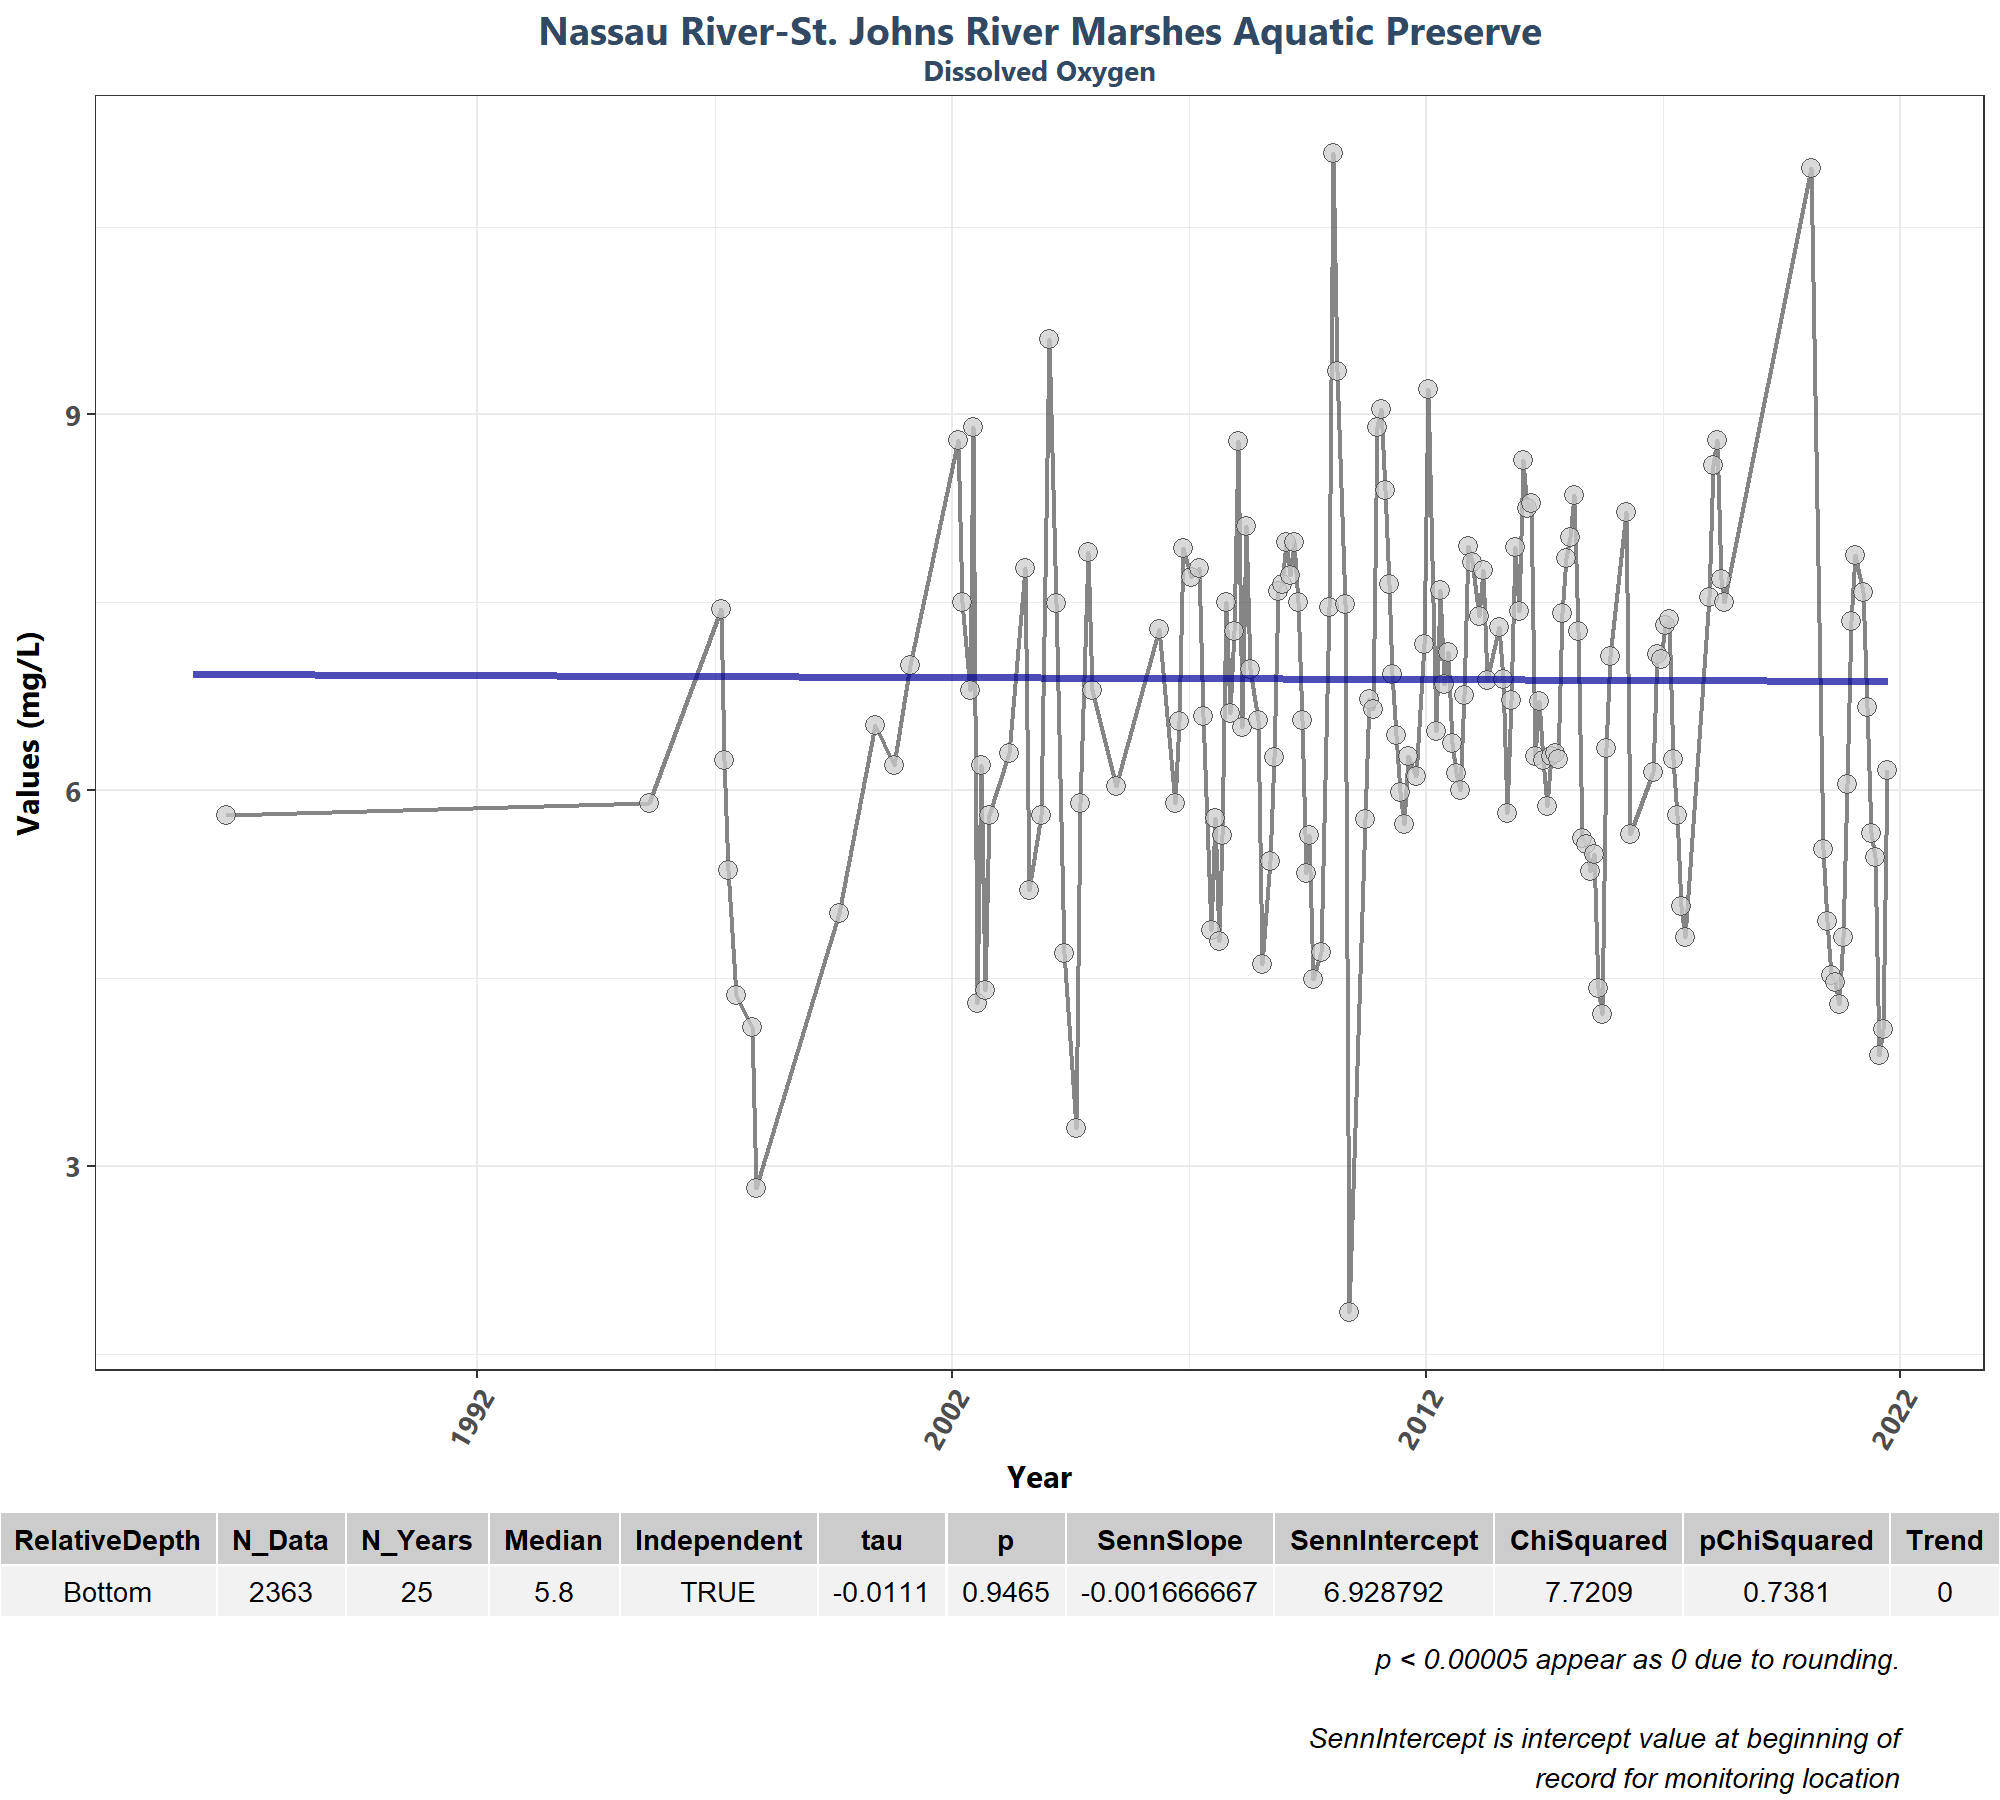 Nassau River-St. Johns River Marshes Aquatic Preserve
Dissolved Oxygen
Values (mg/L)
9
6
3
1992
2002
2012
2022
Year
RelativeDepth N_Data N_Years Median Independent tau p SennSlope SennIntercept ChiSquared pChiSquared Trend
Bottom 2363 25 5.8 TRUE -0.0111 0.9465 -0.001666667 6.928792 7.7209 0.7381 0
p < 0.00005 appear as 0 due to rounding.
SennIntercept is intercept value at beginning of
record for monitoring location